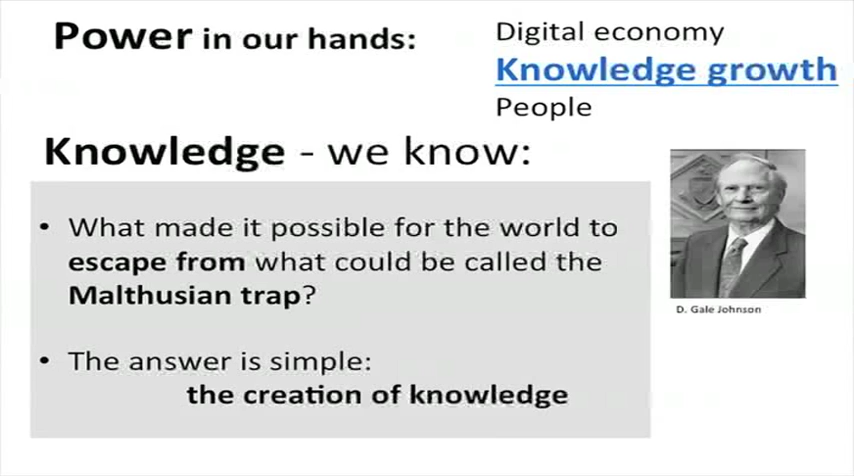 Power in our hands:
Digital economy
Knowledge growth
People
Knowledge - we know:
• What made it possible for the world to
escape from what could be called the
Malthusian trap?
• The answer is simple:
the creation of knowledge
D. Gale Johnson